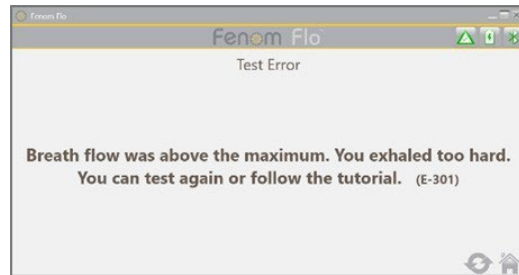 Fenom Flo
Fenom Flo
Test Error
Breath flow was above the maximum. You exhaled too hard.
You can test again or follow the tutorial. (E-301)